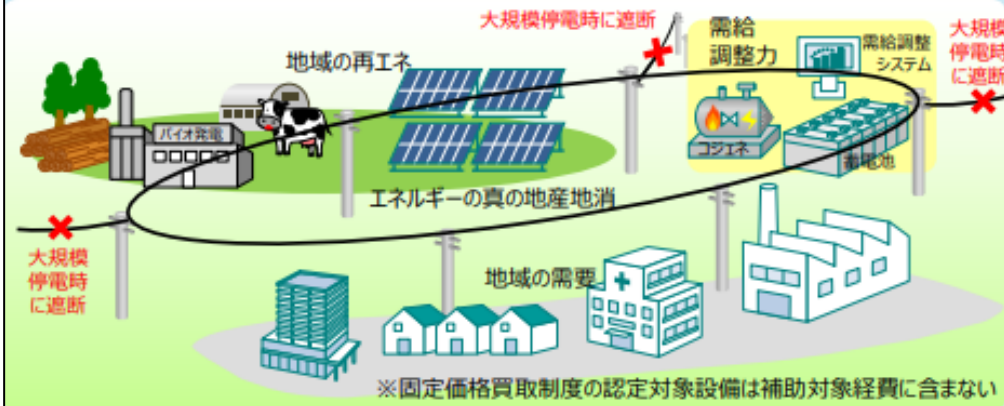 大規模停電時に遮断
需給
調整力
需給調整
システム
大規模
停電時
に遮断
地域の再エネ
バイオ発電
コジェネ
蓄電池
エネルギーの真の地産地消
大規模
停電時
に遮断
地域の需要
※固定価格買取制度の認定対象設備は補助対象経費に含まない